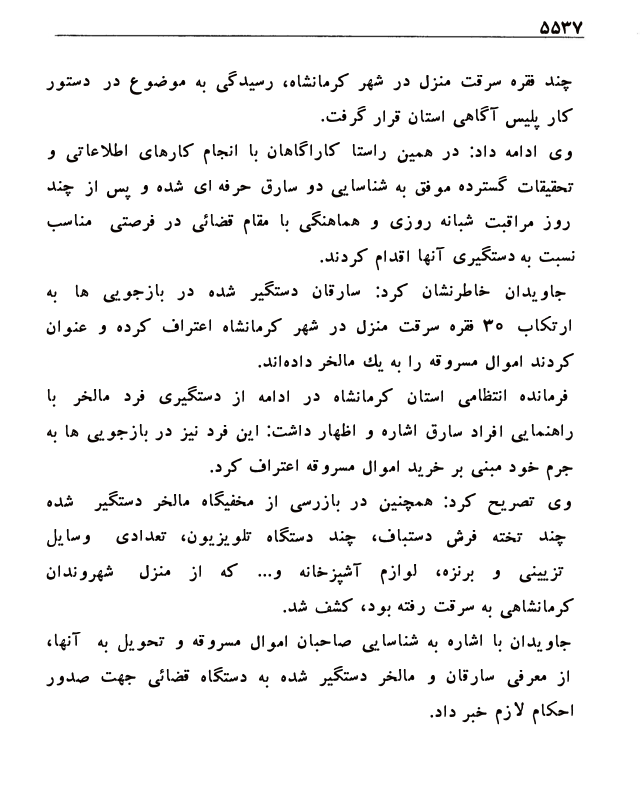 ۵۵۳۷
چند فقره سرقت منزل در شهر کرمانشاه، رسیدگی به موضوع در دستور
کار پلیس آگاهی استان قرار گرفت.
وی ادامه داد: در همین راستا کاراگاهان با انجام کارهای اطلاعاتی و
تحقیقات گسترده موفق به شناسایی دو سارق حرفه ای شده و پس از چند
روز مراقبت شبانه روزی و هماهنگی با مقام قضائی در فرصتی مناسب
نسبت به دستگیری آنها اقدام کردند.
جاویدان خاطرنشان کرد: سارقان دستگیر شده در بازجویی ها به
ارتکاب ۳۰ فقره سرقت منزل در شهر کرمانشاه اعتراف کرده و عنوان
کردند اموال مسروقه را به یك مالخر داده‌اند.
فرمانده انتظامی استان کرمانشاه در ادامه از دستگیری فرد مالخر با
راهنمایی افراد سارق اشاره و اظهار داشت: این فرد نیز در بازجویی ها به
جرم خود مبنی بر خرید اموال مسروقه اعتراف کرد.
وی تصریح کرد: همچنین در بازرسی از مخفیگاه مالخر دستگیر شده
چند تخته فرش دستباف، چند دستگاه تلویزیون، تعدادی وسایل
تزیینی و برنزه، لوازم آشپزخانه و... که از منزل شهروندان
کرمانشاهی به سرقت رفته بود، کشف شد.
جاویدان با اشاره به شناسایی صاحبان اموال مسروقه و تحویل به آنها،
از معرفی سارقان و مالخر دستگیر شده به دستگاه قضائی جهت صدور
احکام لازم خبر داد.